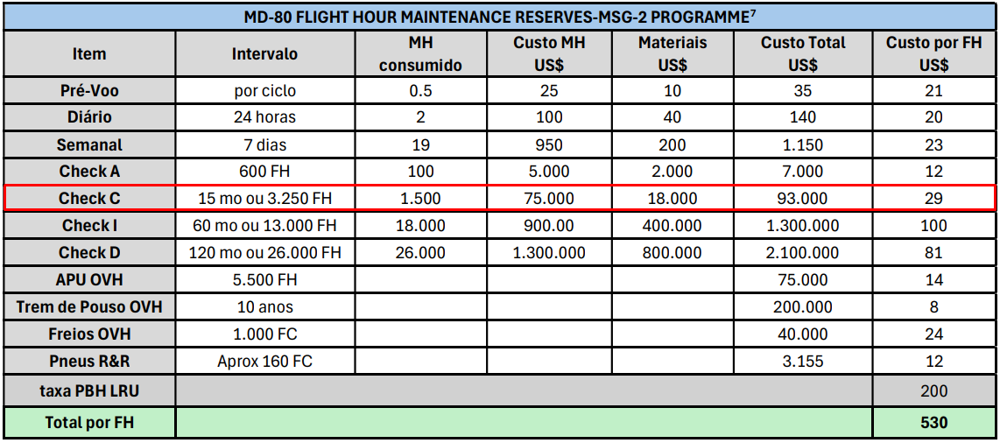 MD-80 FLIGHT HOUR MAINTENANCE RESERVES-MSG-2 PROGRAMME⁷
Item Intervalo MH consumido Custo MH US$ Materiais US$ Custo Total US$ Custo por FH US$
Pré-Voo por ciclo 0.5 25 10 35 21
Diário 24 horas 2 100 40 140 20
Semanal 7 dias 19 950 200 1.150 23
Check A 600 FH 100 5.000 2.000 7.000 12
Check C 15 mo ou 3.250 FH 1.500 75.000 18.000 93.000 29
Check I 60 mo ou 13.000 FH 18.000 900.00 400.000 1.300.000 100
Check D 120 mo ou 26.000 FH 26.000 1.300.000 800.000 2.100.000 81
APU OVH 5.500 FH 75.000 14
Trem de Pouso OVH 10 anos 200.000 8
Freios OVH 1.000 FC 40.000 24
Pneus R&R Aprox 160 FC 3.155 12
taxa PBH LRU 200
Total por FH 530